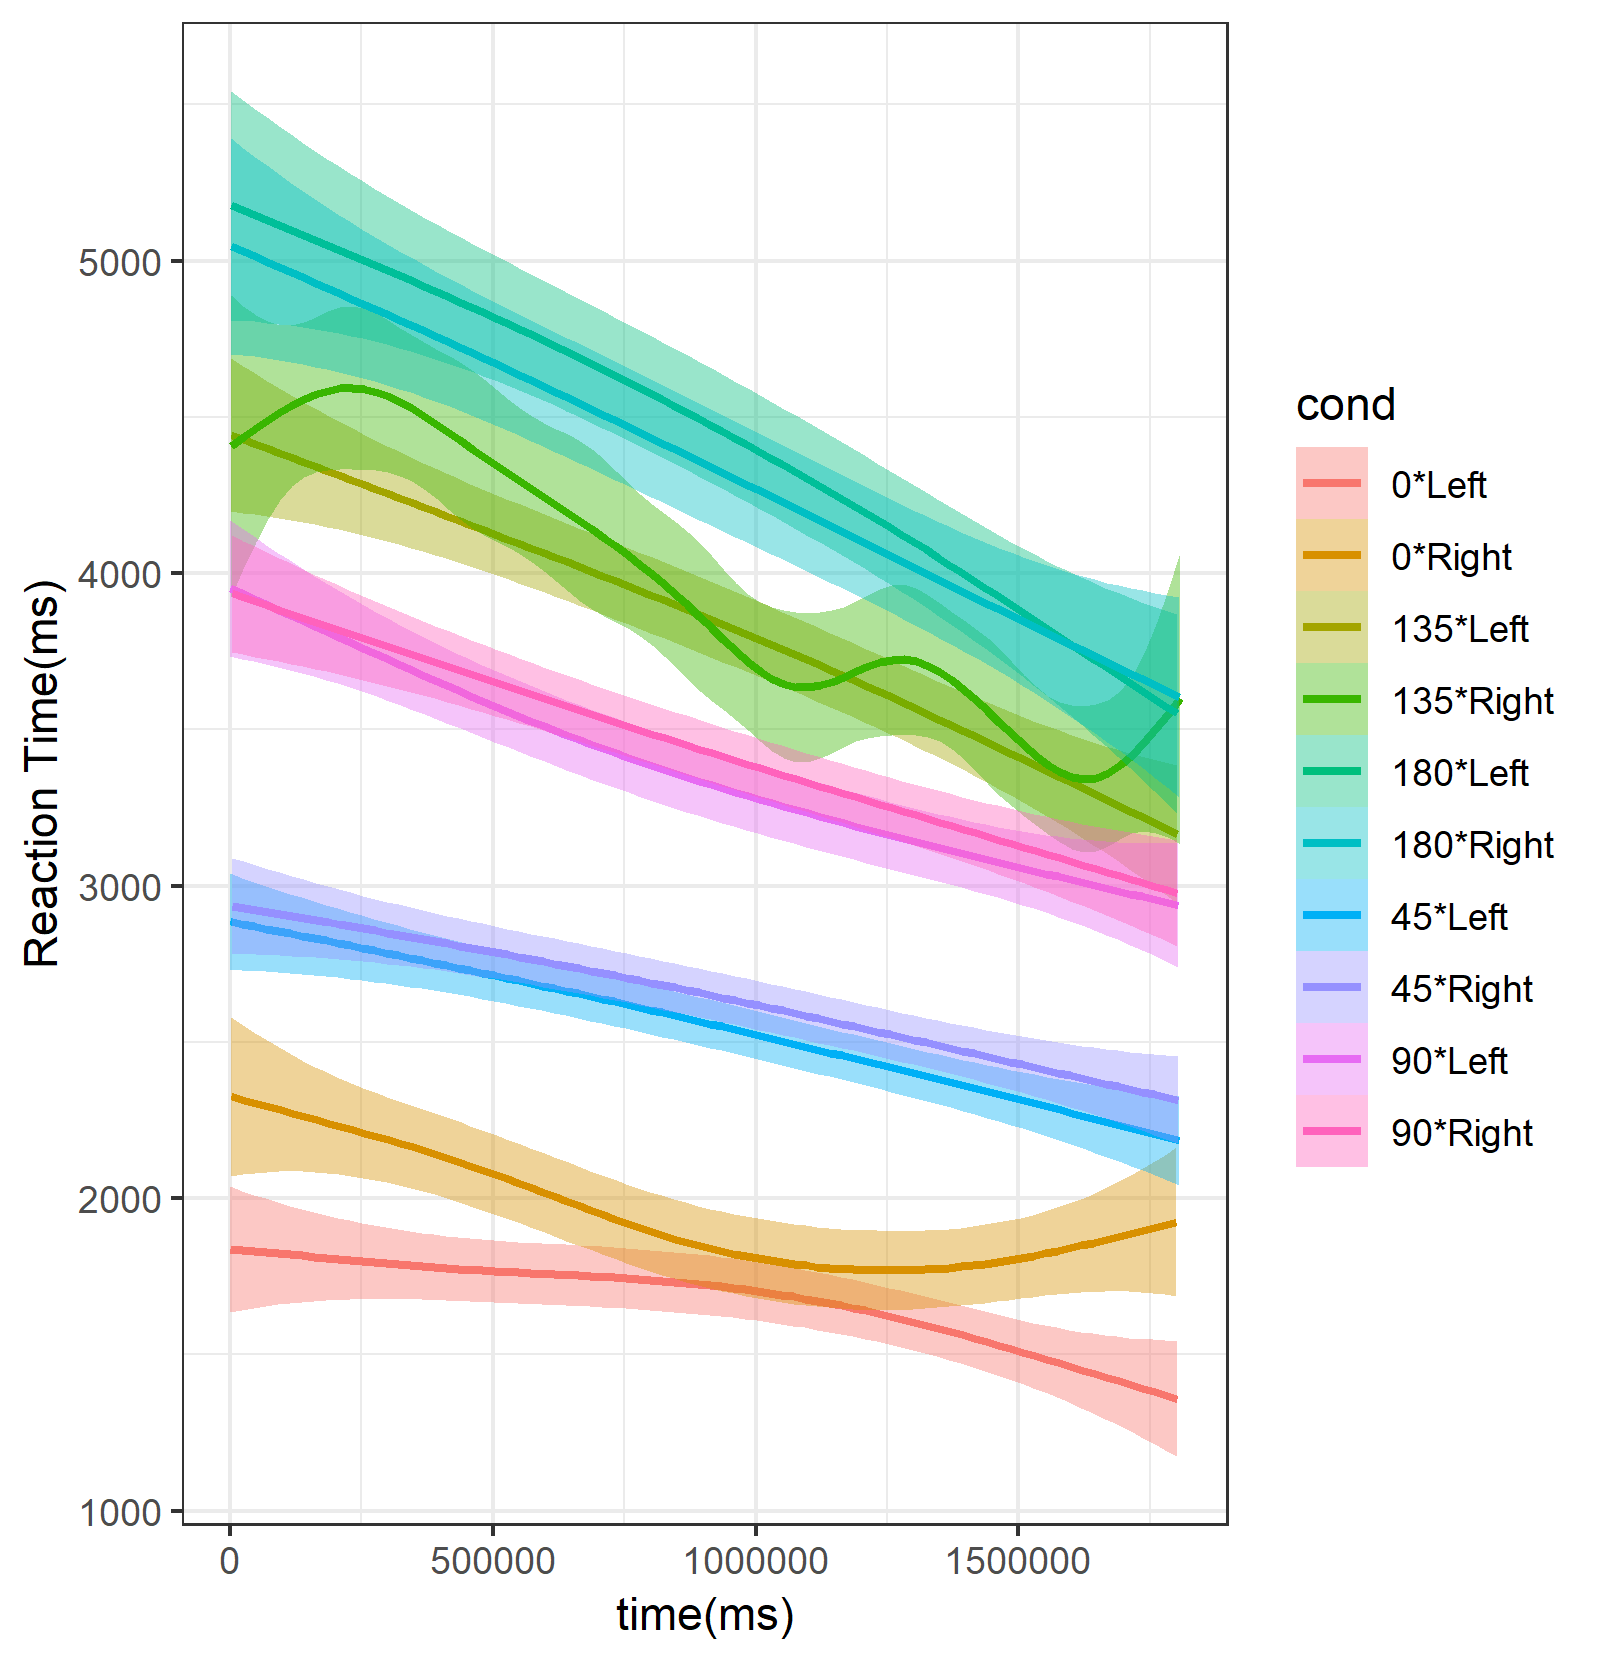 Reaction Time(ms)
5000
4000
3000
2000
1000
0
500000
1000000
1500000
time(ms)
cond
0*Left
0*Right
135*Left
135*Right
180*Left
180*Right
45*Left
45*Right
90*Left
90*Right